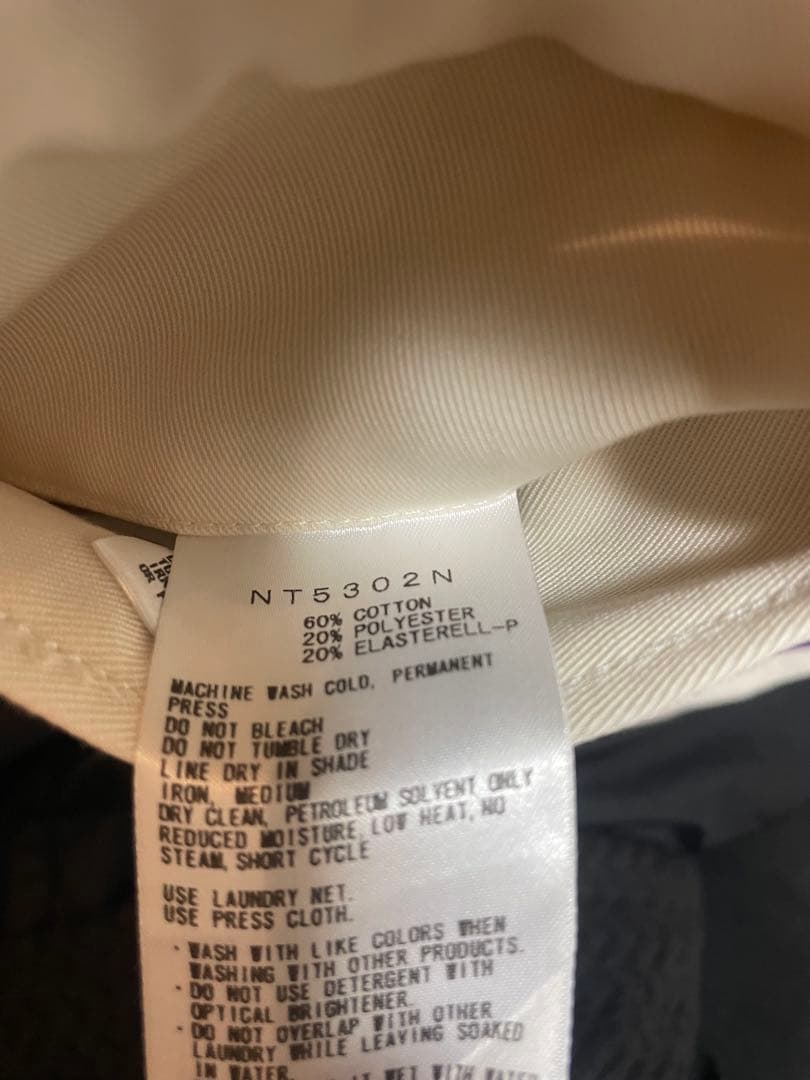 NT5302N
60% COTTON
20% POLYESTER
20% ELASTERELL-P
MACHINE WASH COLD, PERMANENT
PRESS
DO NOT BLEACH
DO NOT TUMBLE DRY
LINE DRY IN SHADE
IRON, MEDIUM
DRY CLEAN, PETROLEUM SOLVENT ONLY
REDUCED MOISTURE, LOW HEAT, NO
STEAM, SHORT CYCLE
USE LAUNDRY NET.
USE PRESS CLOTH.
・WASH WITH LIKE COLORS WHEN
WASHING WITH OTHER PRODUCTS.
・DO NOT USE DETERGENT WITH
OPTICAL BRIGHTENER.
・DO NOT OVERLAP WITH OTHER
LAUNDRY WHILE LEAVING SOAKED
IN WATER.
WET WITH WATER